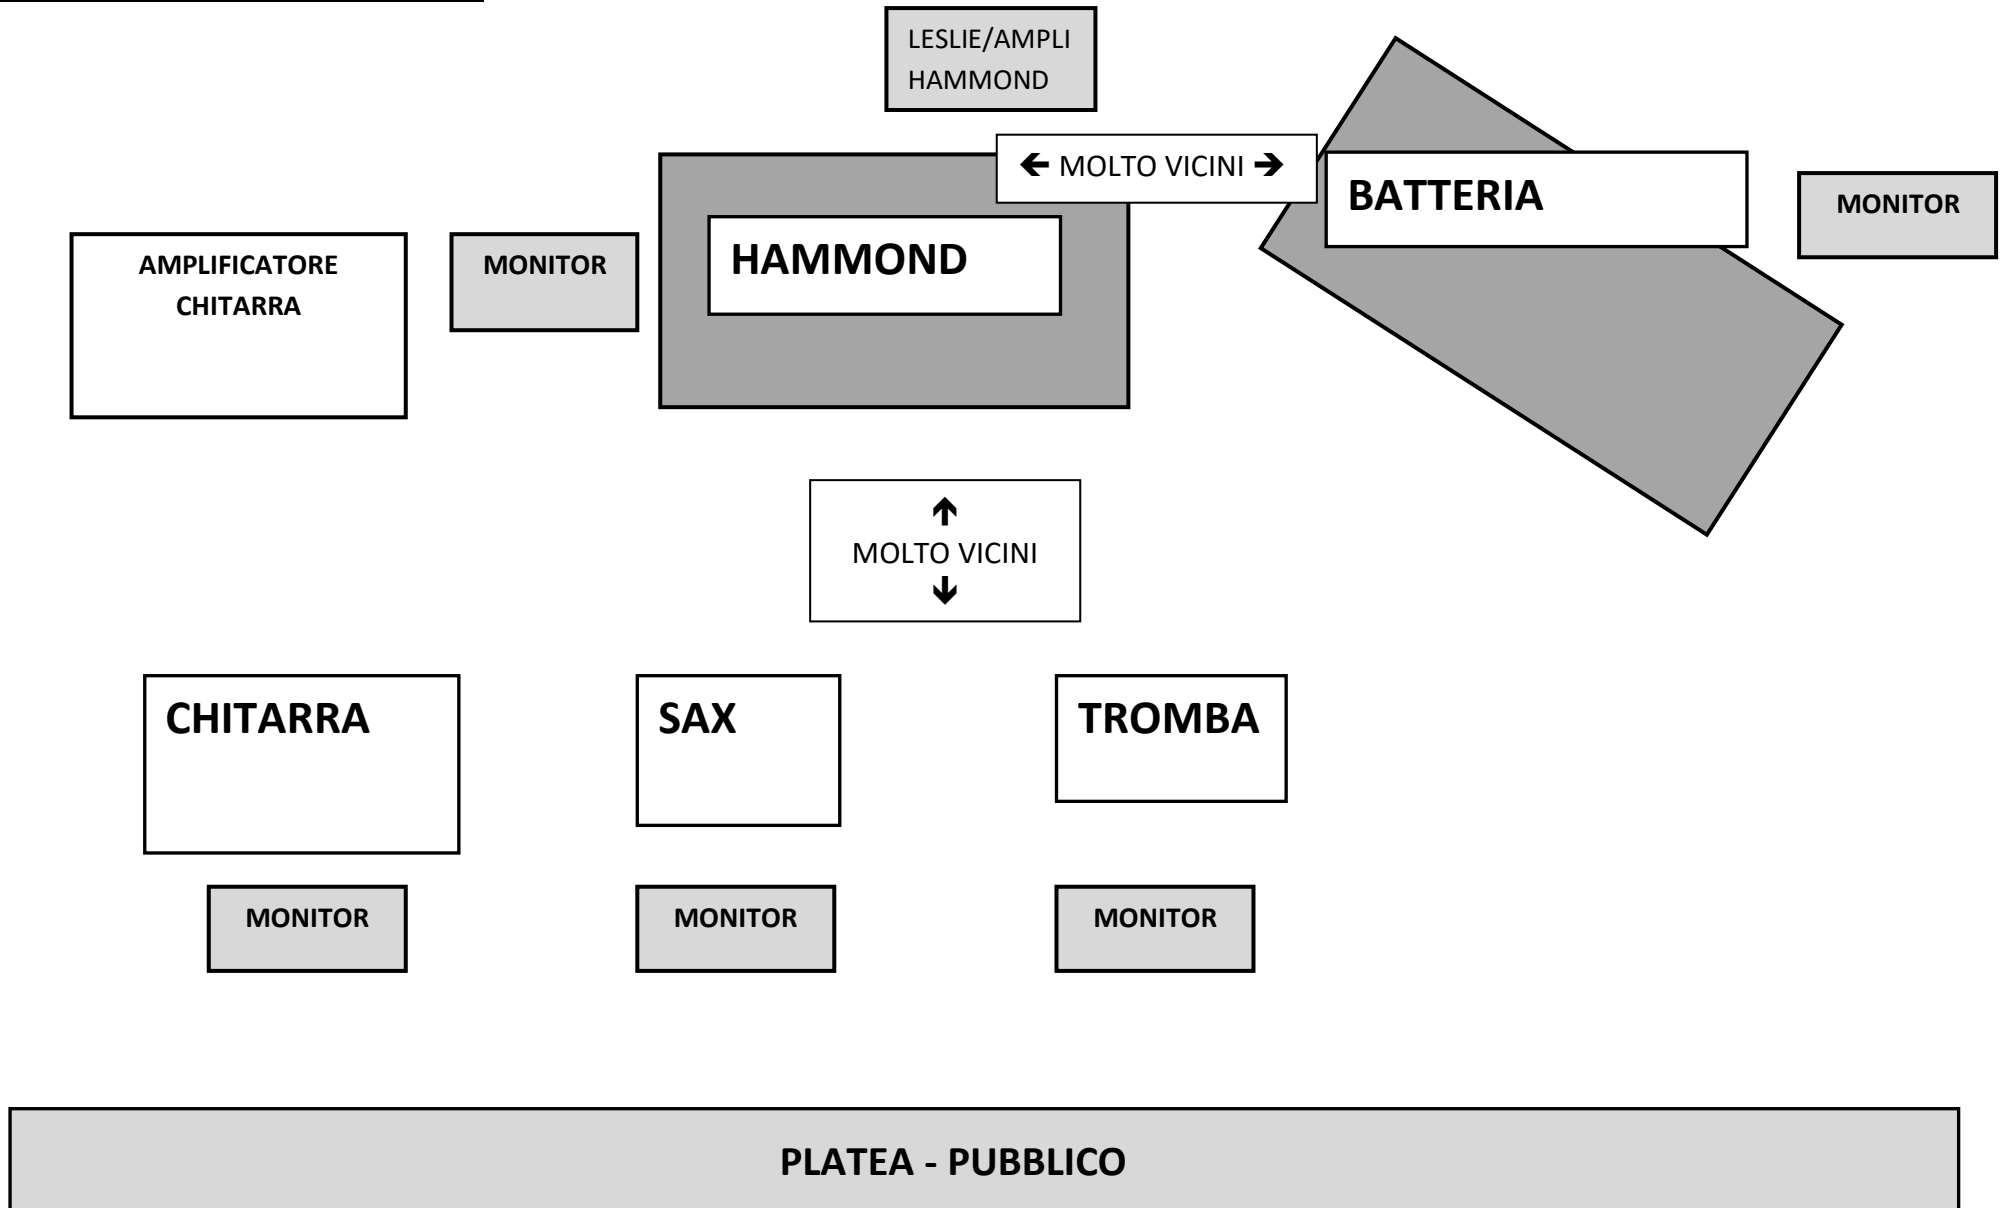 LESLIE/AMPLI
HAMMOND
🡸 MOLTO VICINI 🡺
BATTERIA
MONITOR
AMPLIFICATORE
CHITARRA
MONITOR
HAMMOND
🡹
MOLTO VICINI
🡻
CHITARRA
SAX
TROMBA
MONITOR
MONITOR
MONITOR
PLATEA - PUBBLICO